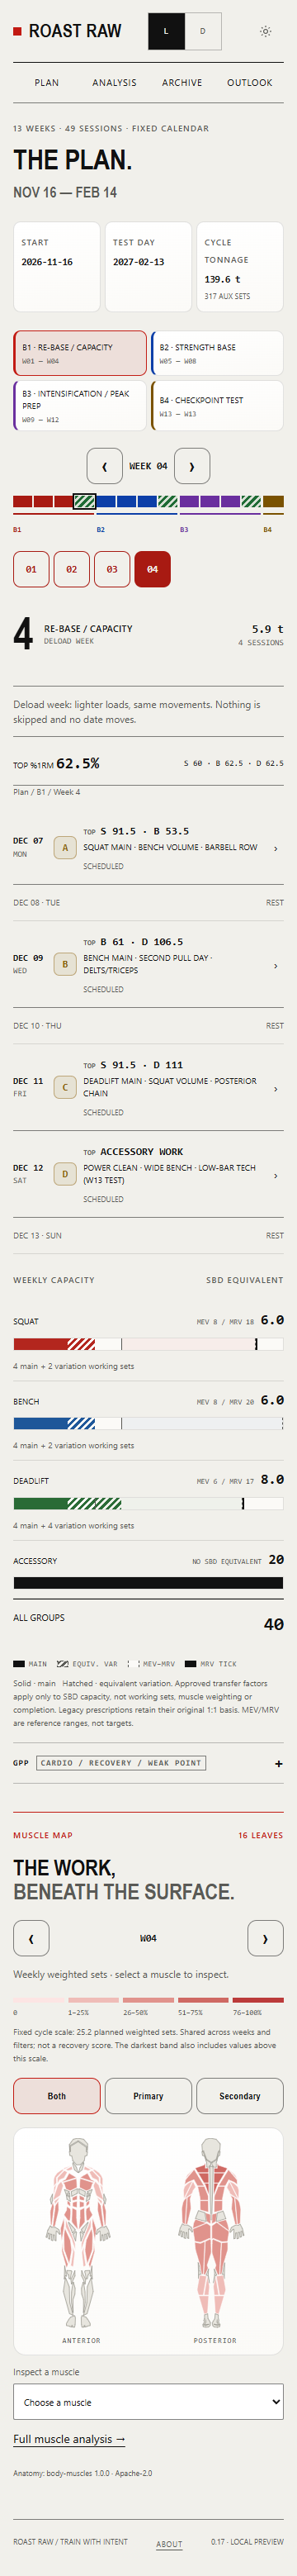 ROAST RAW
L D
PLAN ANALYSIS ARCHIVE OUTLOOK
13 WEEKS · 49 SESSIONS · FIXED CALENDAR
THE PLAN.
NOV 16 — FEB 14
START
2026-11-16
TEST DAY
2027-02-13
CYCLE
TONNAGE
139.6 t
317 AUX SETS
B1 · RE-BASE / CAPACITY
W01 — W04
B2 · STRENGTH BASE
W05 — W08
B3 · INTENSIFICATION / PEAK
PREP
W09 — W12
B4 · CHECKPOINT TEST
W13 — W13
‹ WEEK 04 ›
B1 B2 B3 B4
01 02 03 04
4
RE-BASE / CAPACITY
DELOAD WEEK
5.9 t
4 SESSIONS
Deload week: lighter loads, same movements. Nothing is
skipped and no date moves.
TOP %1RM 62.5% S 60 · B 62.5 · D 62.5
Plan / B1 / Week 4
DEC 07
MON
A
TOP S 91.5 · B 53.5
SQUAT MAIN · BENCH VOLUME · BARBELL ROW ›
SCHEDULED
DEC 08 · TUE REST
DEC 09
WED
B
TOP B 61 · D 106.5
BENCH MAIN · SECOND PULL DAY ·
DELTS/TRICEPS ›
SCHEDULED
DEC 10 · THU REST
DEC 11
FRI
C
TOP S 91.5 · D 111
DEADLIFT MAIN · SQUAT VOLUME · POSTERIOR
CHAIN ›
SCHEDULED
DEC 12
SAT
D
TOP ACCESSORY WORK
POWER CLEAN · WIDE BENCH · LOW-BAR TECH
(W13 TEST) ›
SCHEDULED
DEC 13 · SUN REST
WEEKLY CAPACITY SBD EQUIVALENT
SQUAT MEV 8 / MRV 18 6.0
4 main + 2 variation working sets
BENCH MEV 8 / MRV 20 6.0
4 main + 2 variation working sets
DEADLIFT MEV 6 / MRV 17 8.0
4 main + 4 variation working sets
ACCESSORY NO SBD EQUIVALENT 20
ALL GROUPS 40
MAIN EQUIV. VAR MEV—MRV MRV TICK
Solid · main Hatched · equivalent variation. Approved transfer factors
apply only to SBD capacity, not working sets, muscle weighting or
completion. Legacy prescriptions retain their original 1:1 basis. MEV/MRV
are reference ranges, not targets.
GPP CARDIO / RECOVERY / WEAK POINT +
MUSCLE MAP 16 LEAVES
THE WORK,
BENEATH THE SURFACE.
‹ W04 ›
Weekly weighted sets · select a muscle to inspect.
0 1–25% 26–50% 51–75% 76–100%
Fixed cycle scale: 25.2 planned weighted sets. Shared across weeks and
filters; not a recovery score. The darkest band also includes values above
this scale.
Both Primary Secondary
ANTERIOR POSTERIOR
Inspect a muscle
Choose a muscle
Full muscle analysis →
Anatomy: body-muscles 1.0.0 · Apache-2.0
ROAST RAW / TRAIN WITH INTENT ABOUT 0.17 · LOCAL PREVIEW